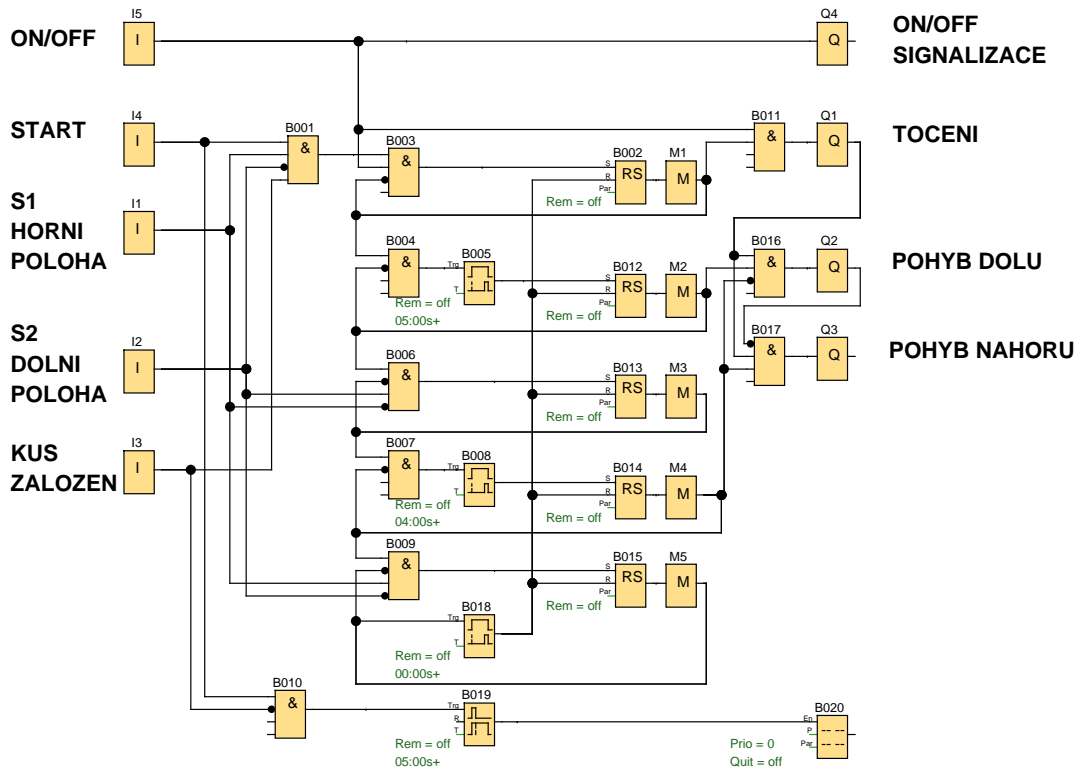 I5
Q4
ON/OFF
I
Q
ON/OFF
SIGNALIZACE
I4
B001
B003
B011
Q1
START
I
&
&
&
Q
TOCENI
B002
M1
S
R
Par
RS
M
Rem = off
S1
HORNI
POLOHA
I1
I
B004
&
Trg
T
B005
Rem = off
05:00s+
B012
M2
S
R
Par
RS
M
Rem = off
B016
&
Q2
Q
POHYB DOLU
S2
DOLNI
POLOHA
I2
I
B006
&
B017
&
Q3
Q
POHYB NAHORU
B013
M3
S
R
Par
RS
M
Rem = off
KUS
ZALOZEN
I3
I
B007
&
Trg
T
B008
Rem = off
04:00s+
B014
M4
S
R
Par
RS
M
Rem = off
B009
&
B015
M5
S
R
Par
RS
M
Rem = off
B018
Trg
T
Rem = off
00:00s+
B010
&
B019
Trg
R
T
Rem = off
05:00s+
B020
En
P
Par
Prio = 0
Quit = off